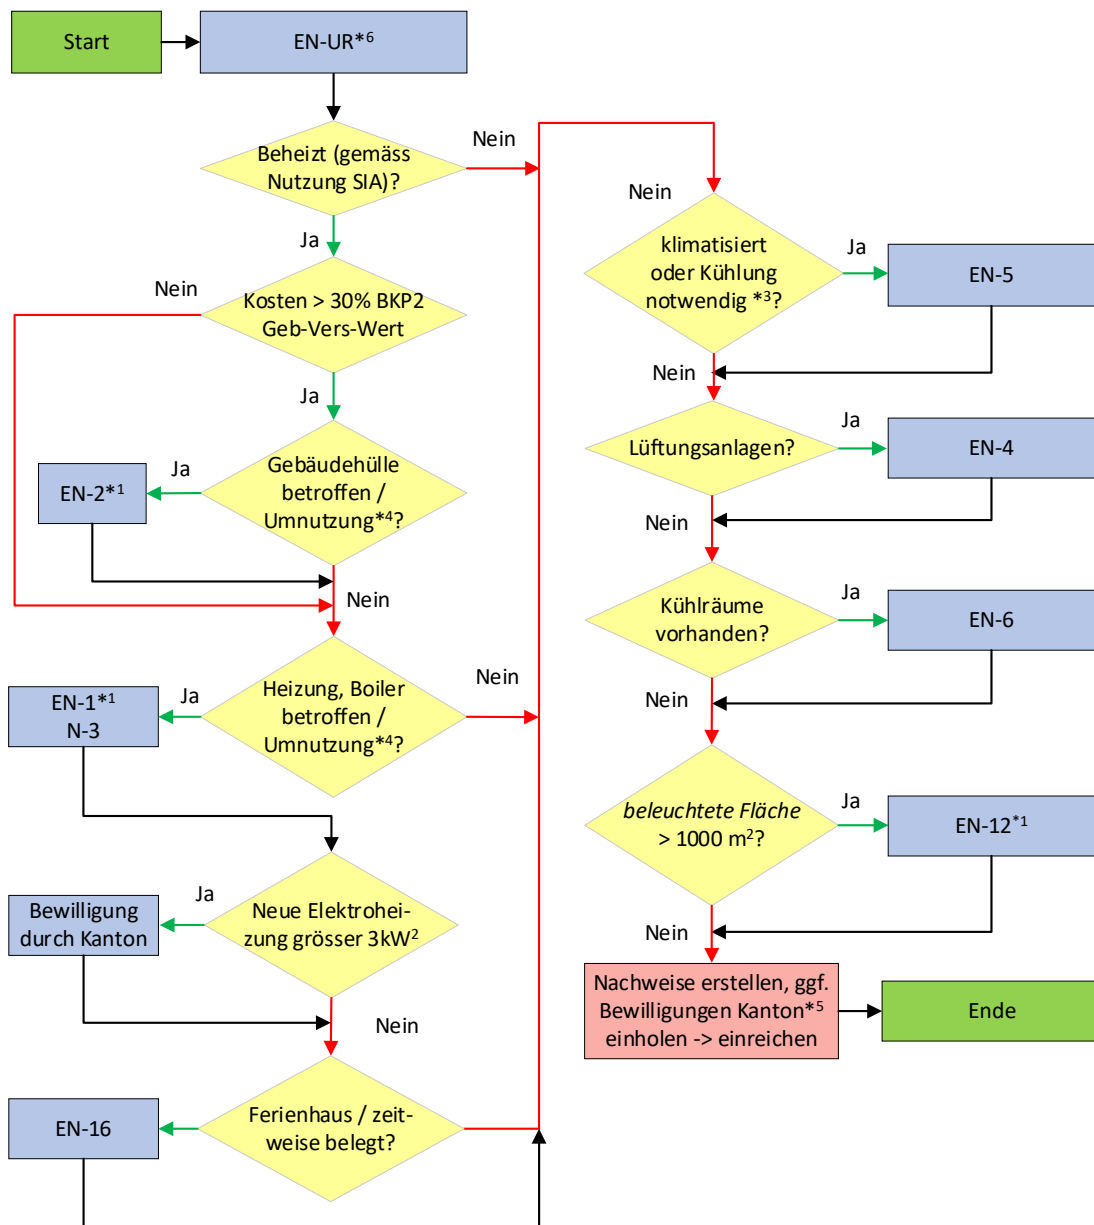 Start
EN-UR*⁶
Beheizt (gemäss
Nutzung SIA)?
Nein
Ja
Nein
Kosten > 30% BKP2
Geb-Vers-Wert
Ja
Gebäudehülle
betroffen /
Umnutzung*⁴?
Ja
EN-2*¹
Nein
Heizung, Boiler
betroffen /
Umnutzung*⁴?
Nein
Ja
EN-1*¹
N-3
Neue Elektrohei-
zung grösser 3kW²
Ja
Bewilligung
durch Kanton
Nein
Ferienhaus / zeit-
weise belegt?
EN-16
Nein
klimatisiert
oder Kühlung
notwendig *³?
Ja
EN-5
Nein
Lüftungsanlagen?
Ja
EN-4
Nein
Kühlräume
vorhanden?
Ja
EN-6
Nein
beleuchtete Fläche
> 1000 m²?
Ja
EN-12*¹
Nein
Nachweise erstellen, ggf.
Bewilligungen Kanton*⁵
einholen -> einreichen
Ende